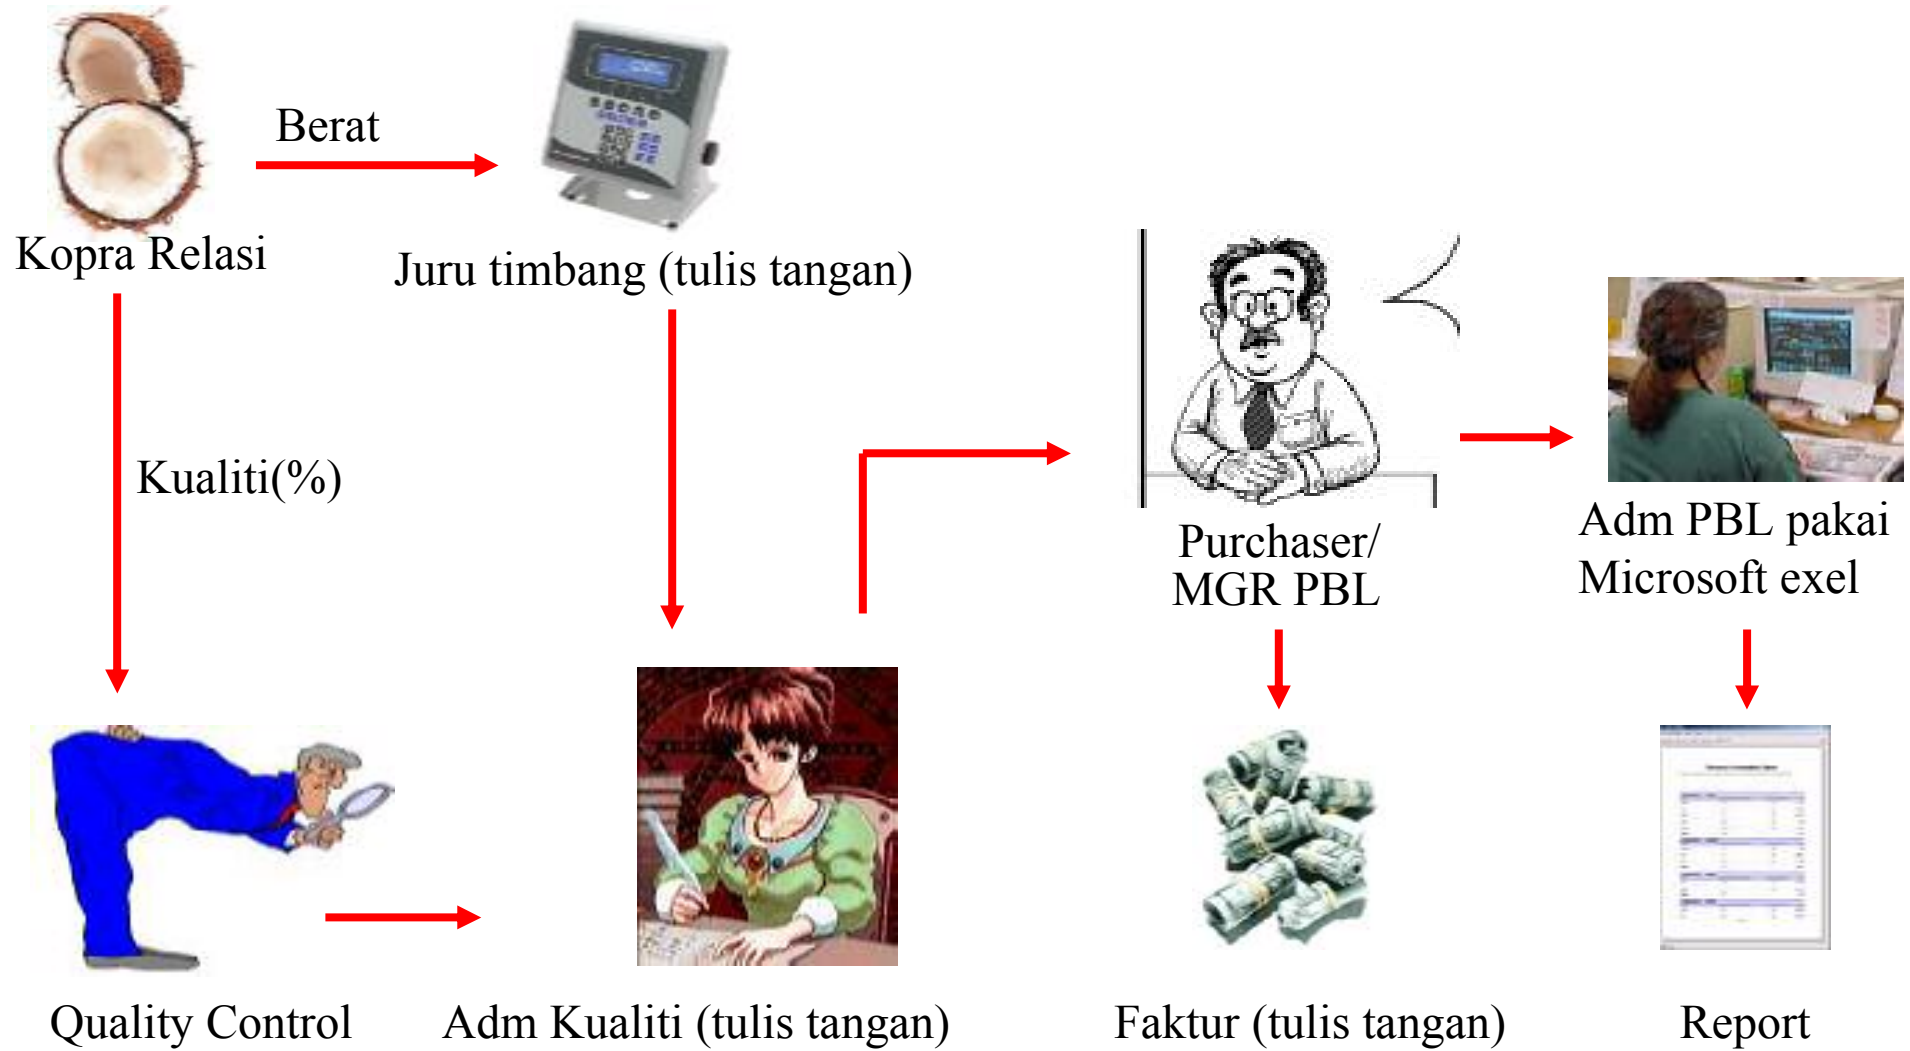 Berat
Kopra Relasi
Juru timbang (tulis tangan)
Kualiti(%)
Purchaser/
MGR PBL
Adm PBL pakai
Microsoft exel
Quality Control
Adm Kualiti (tulis tangan)
Faktur (tulis tangan)
Report